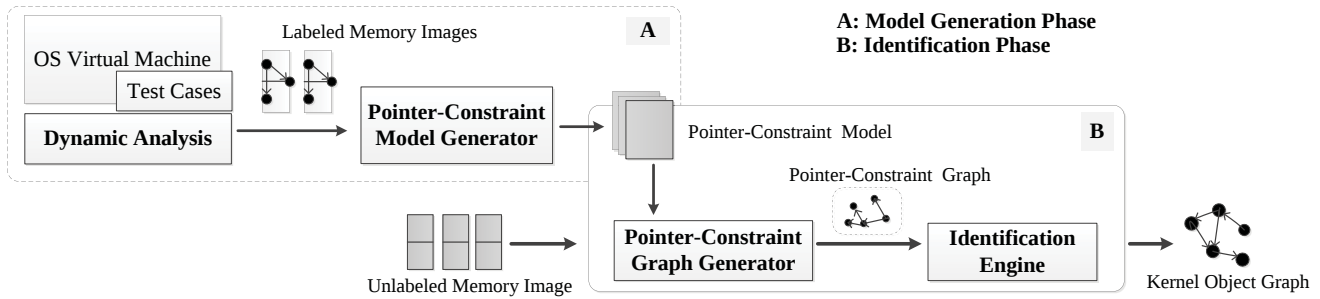 Labeled Memory Images
A
A: Model Generation Phase
B: Identification Phase
OS Virtual Machine
Test Cases
Dynamic Analysis
Pointer-Constraint
Model Generator
Pointer-Constraint Model
B
Pointer-Constraint Graph
Unlabeled Memory Image
Pointer-Constraint
Graph Generator
Identification
Engine
Kernel Object Graph